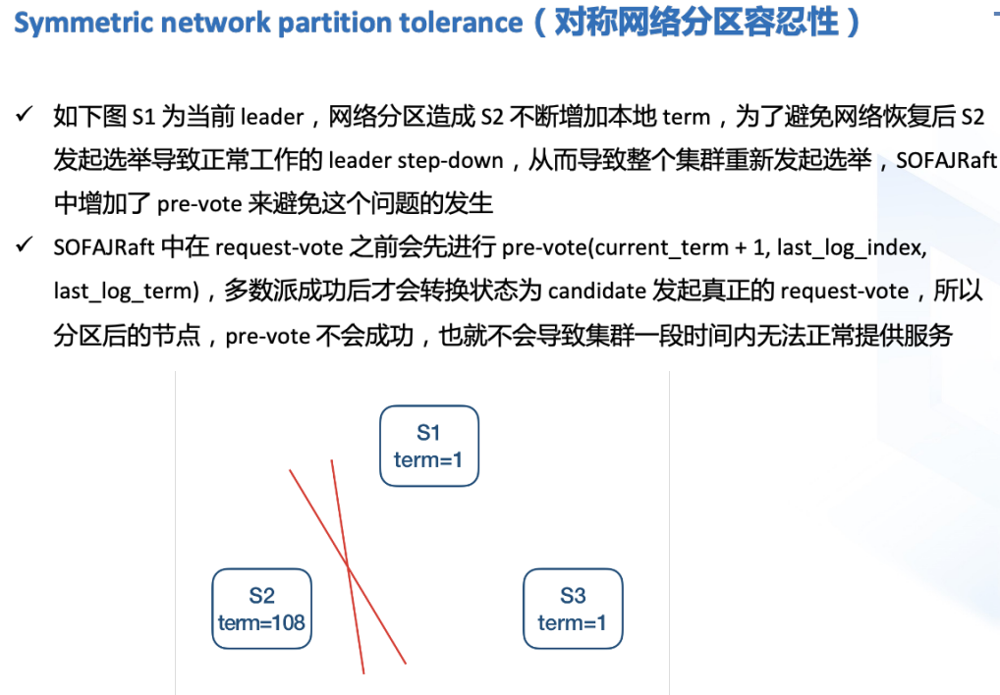 Symmetric network partition tolerance（对称网络分区容忍性）
✓ 如下图 S1 为当前 leader，网络分区造成 S2 不断增加本地 term，为了避免网络恢复后 S2
发起选举导致正常工作的 leader step-down，从而导致整个集群重新发起选举，SOFAJRaft
中增加了 pre-vote 来避免这个问题的发生
✓ SOFAJRaft 中在 request-vote 之前会先进行 pre-vote(current_term + 1, last_log_index,
last_log_term)，多数派成功后才会转换状态为 candidate 发起真正的 request-vote，所以
分区后的节点，pre-vote 不会成功，也就不会导致集群一段时间内无法正常提供服务
S1
term=1
S2
term=108
S3
term=1